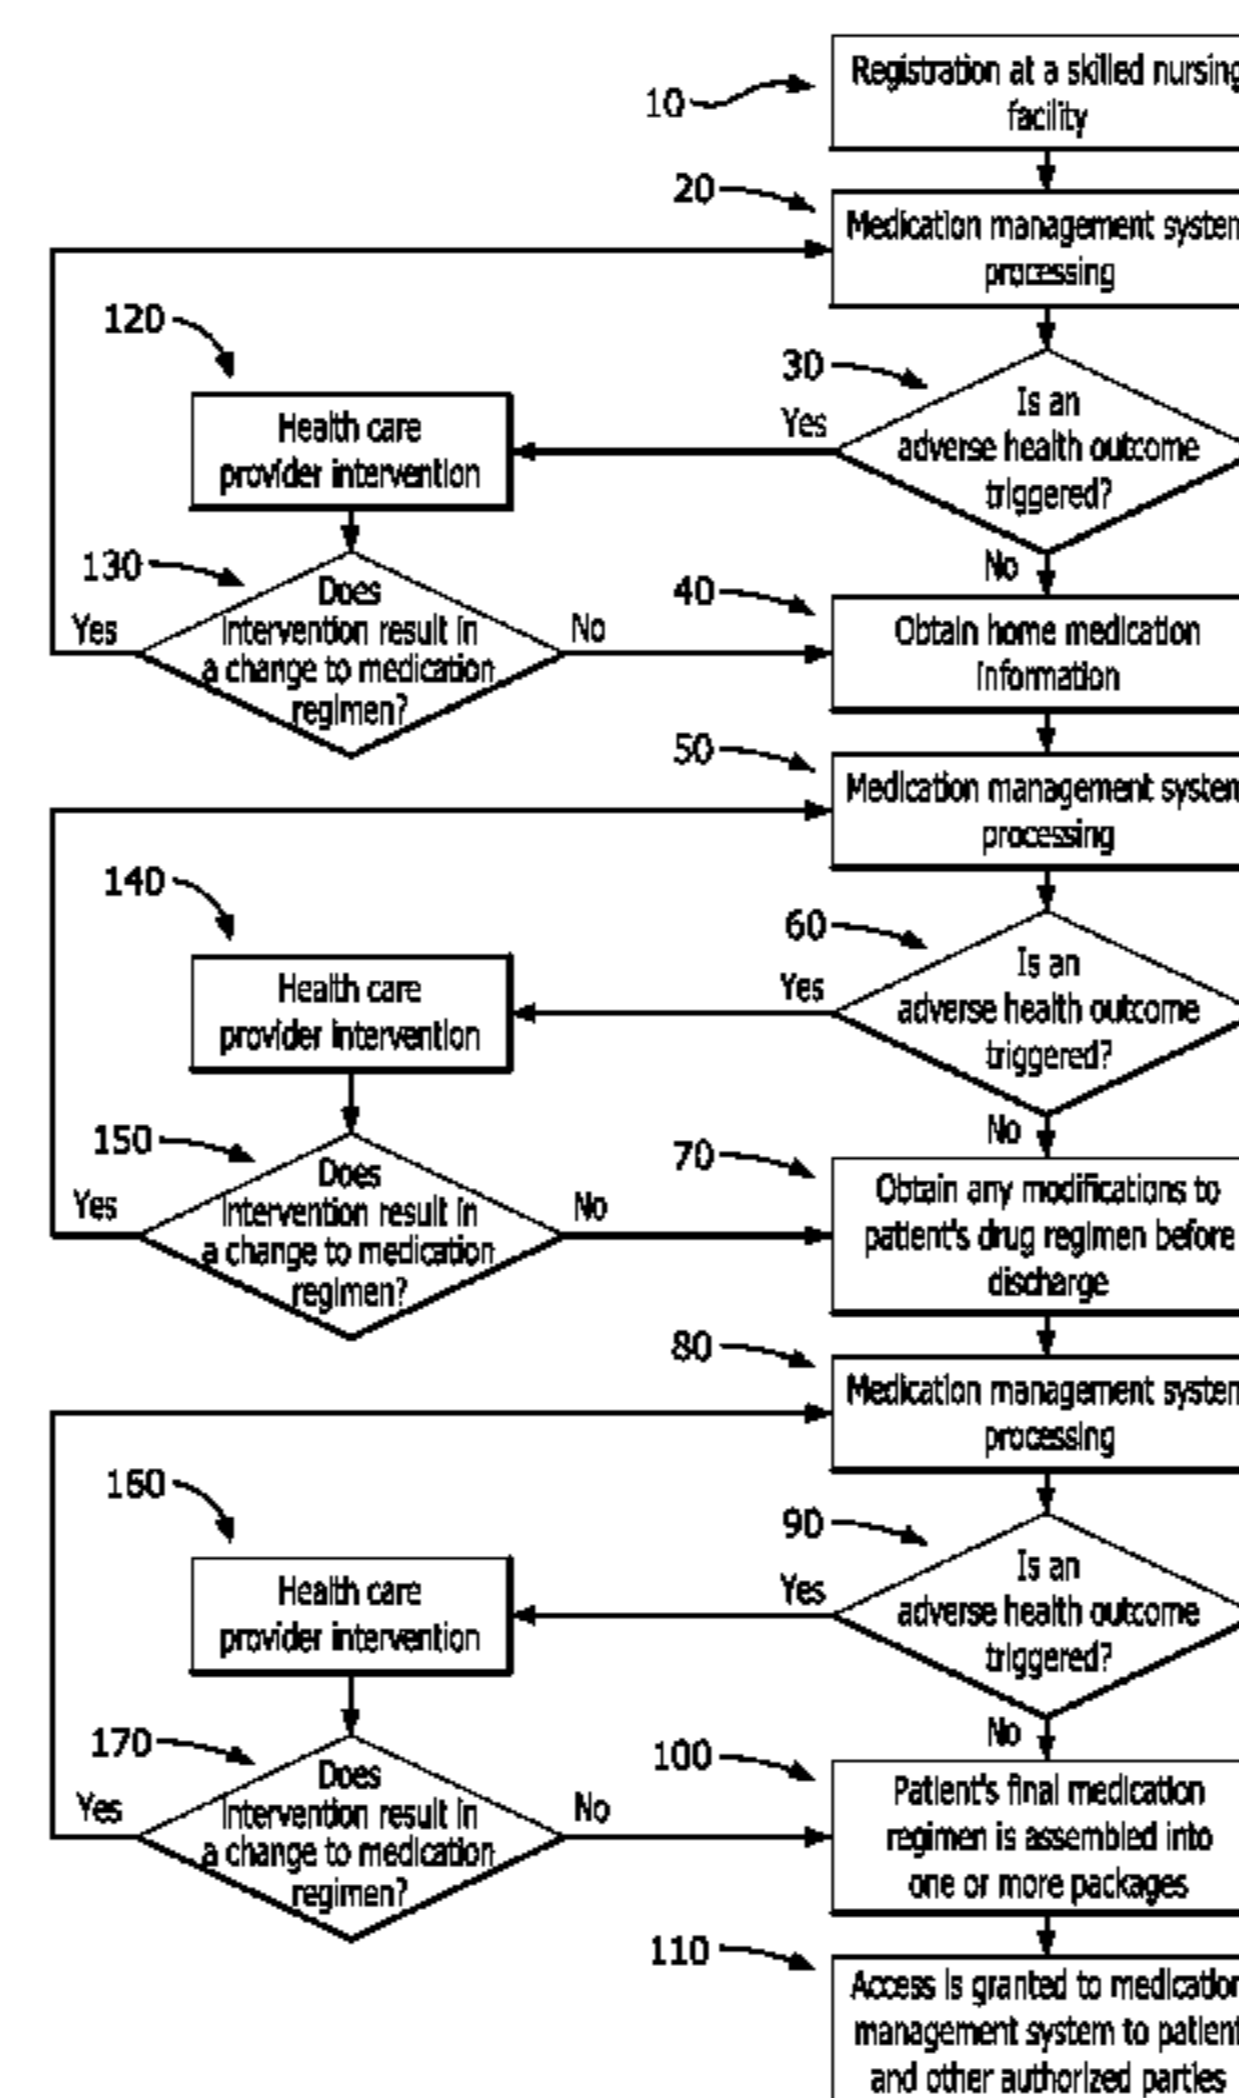 10
Registration at a skilled nursing
facility
20
Medication management system
processing
120
30
Is an
adverse health outcome
triggered?
Yes
Health care
provider intervention
No
130
Does
intervention result in
a change to medication
regimen?
Yes
No
40
Obtain home medication
information
50
Medication management system
processing
140
60
Is an
adverse health outcome
triggered?
Yes
Health care
provider intervention
No
150
Does
intervention result in
a change to medication
regimen?
Yes
No
70
Obtain any modifications to
patient's drug regimen before
discharge
80
Medication management system
processing
160
90
Is an
adverse health outcome
triggered?
Yes
Health care
provider intervention
No
170
Does
intervention result in
a change to medication
regimen?
Yes
No
100
Patient's final medication
regimen is assembled into
one or more packages
110
Access is granted to medication
management system to patient
and other authorized parties